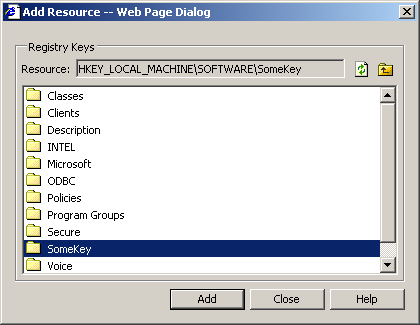 Add Resource -- Web Page Dialog
Registry Keys
Resource: HKEY_LOCAL_MACHINE\SOFTWARE\SomeKey
Classes
Clients
Description
INTEL
Microsoft
ODBC
Policies
Program Groups
Secure
SomeKey
Voice
Add Close Help